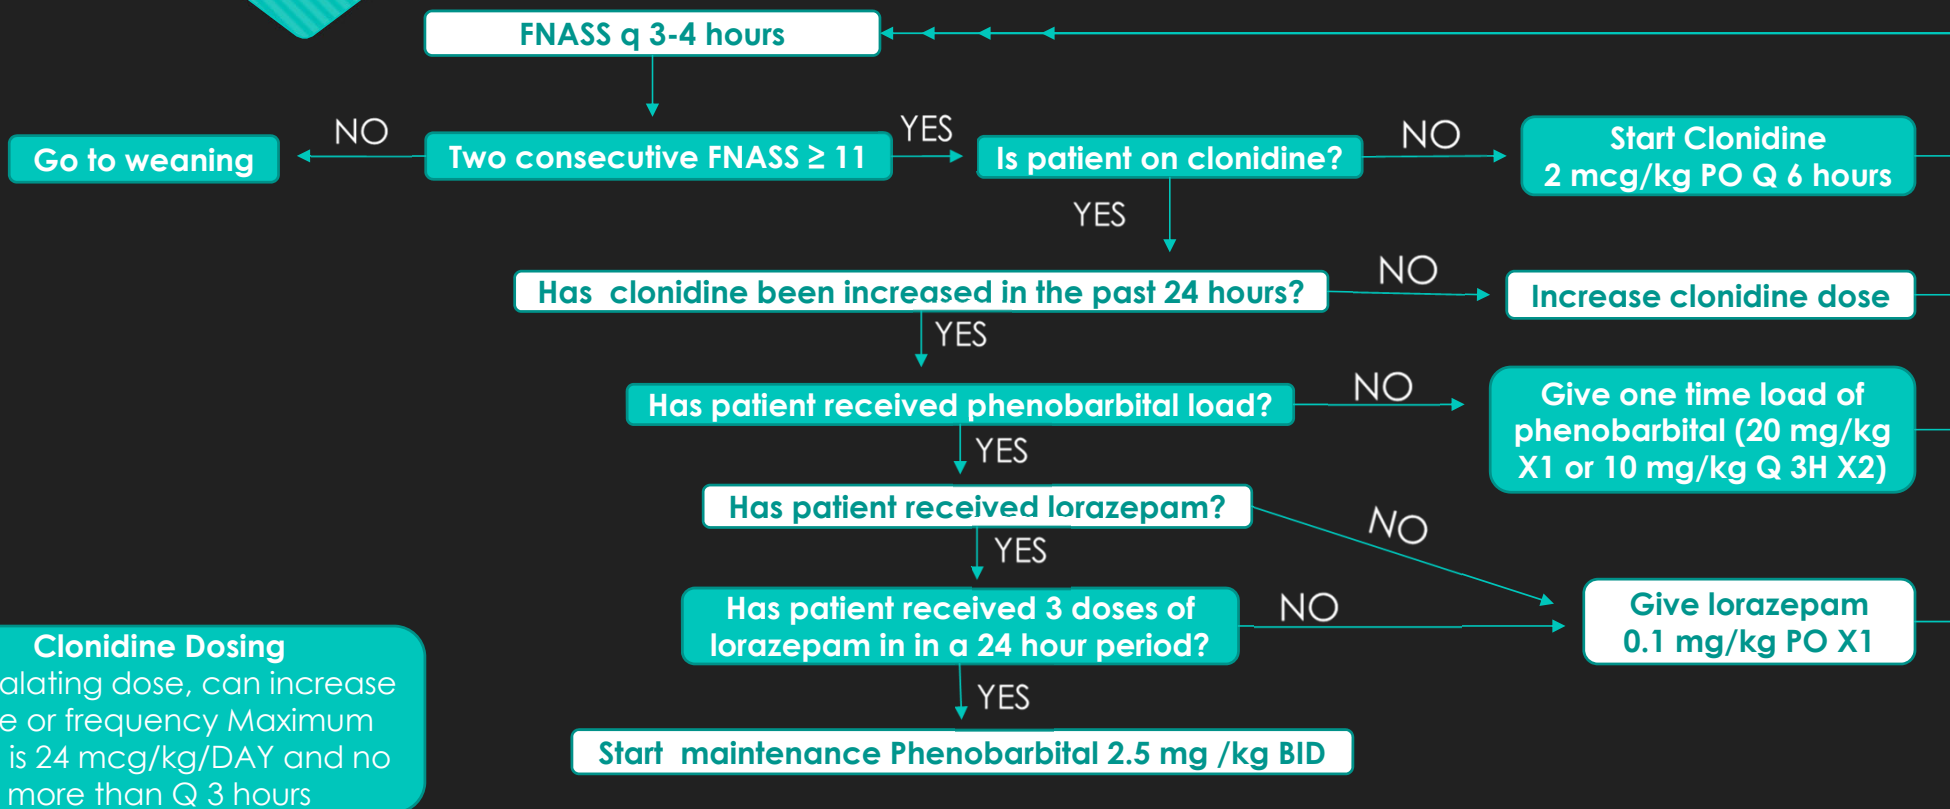 FNASS q 3-4 hours
NO
YES
NO
Go to weaning
Two consecutive FNASS ≥ 11
Is patient on clonidine?
Start Clonidine
2 mcg/kg PO Q 6 hours
YES
Has clonidine been increased in the past 24 hours?
NO
Increase clonidine dose
YES
Has patient received phenobarbital load?
NO
Give one time load of
phenobarbital (20 mg/kg
X1 or 10 mg/kg Q 3H X2)
YES
Has patient received lorazepam?
NO
YES
Has patient received 3 doses of
lorazepam in in a 24 hour period?
NO
Give lorazepam
0.1 mg/kg PO X1
YES
Start maintenance Phenobarbital 2.5 mg /kg BID
Clonidine Dosing
dose, can increase
or frequency Maximum
is 24 mcg/kg/DAY and no
more than Q 3 hours